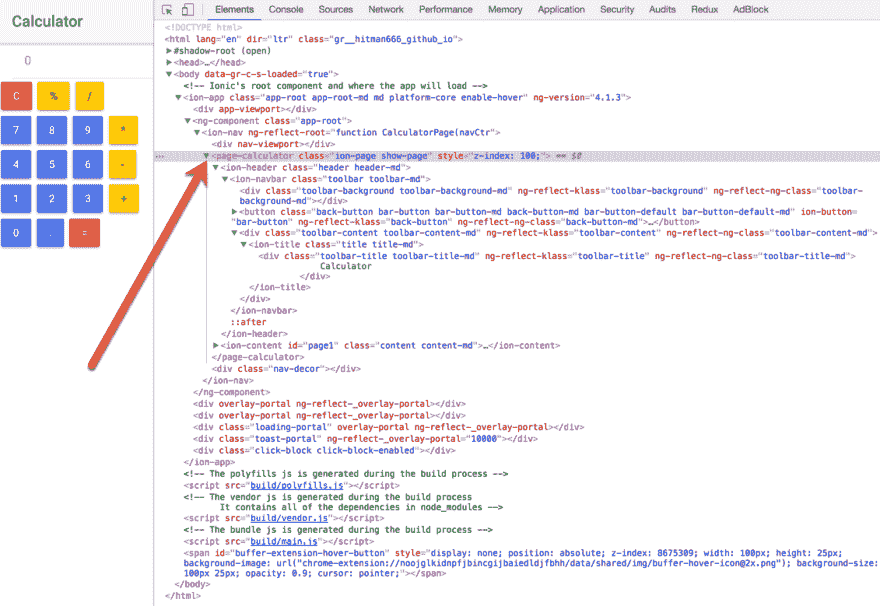 Calculator
0
C % /
7 8 9 *
4 5 6 -
1 2 3 +
0 . =
Elements Console Sources Network Performance Memory Application Security Audits Redux AdBlock
<!DOCTYPE html>
<html lang="en" dir="ltr" class="gr__hitman666_github_io">
▶#shadow-root (open)
▶<head>…</head>
▼<body data-gr-c-s-loaded="true">
<!-- Ionic's root component and where the app will load -->
▼<ion-app class="app-root app-root-md md platform-core enable-hover" ng-version="4.1.3">
<div app-viewport></div>
▼<ng-component class="app-root">
▼<ion-nav ng-reflect-root="function CalculatorPage(navCtr">
<div nav-viewport></div>
…▼<page-calculator class="ion-page show-page" style="z-index: 100;"> == $0
▼<ion-header class="header header-md">
▼<ion-navbar class="toolbar toolbar-md">
<div class="toolbar-background toolbar-background-md" ng-reflect-klass="toolbar-background" ng-reflect-ng-class="toolbar-
background-md"></div>
▶<button class="back-button bar-button bar-button-md back-button-md bar-button-default bar-button-default-md" ion-button=
"bar-button" ng-reflect-klass="back-button" ng-reflect-ng-class="back-button-md">…</button>
▼<div class="toolbar-content toolbar-content-md" ng-reflect-klass="toolbar-content" ng-reflect-ng-class="toolbar-content-md">
▼<ion-title class="title title-md">
<div class="toolbar-title toolbar-title-md" ng-reflect-klass="toolbar-title" ng-reflect-ng-class="toolbar-title-md">
Calculator
</div>
</ion-title>
</div>
</ion-navbar>
::after
</ion-header>
▶<ion-content id="page1" class="content content-md">…</ion-content>
</page-calculator>
<div class="nav-decor"></div>
</ion-nav>
</ng-component>
<div overlay-portal ng-reflect-_overlay-portal></div>
<div overlay-portal ng-reflect-_overlay-portal></div>
<div class="loading-portal" overlay-portal ng-reflect-_overlay-portal></div>
<div class="toast-portal" ng-reflect-_overlay-portal="10000"></div>
<div class="click-block click-block-enabled"></div>
</ion-app>
<!-- The polyfills js is generated during the build process -->
<script src="build/polyfills.js"></script>
<!-- The vendor js is generated during the build process
It contains all of the dependencies in node_modules -->
<script src="build/vendor.js"></script>
<!-- The bundle js is generated during the build process -->
<script src="build/main.js"></script>
<span id="buffer-extension-hover-button" style="display: none; position: absolute; z-index: 8675309; width: 100px; height: 25px;
background-image: url("chrome-extension://noojglkidnpfjbincgijbaiedldjfbhh/data/shared/img/buffer-hover-icon@2x.png"); background-size:
100px 25px; opacity: 0.9; cursor: pointer;"></span>
</body>
</html>